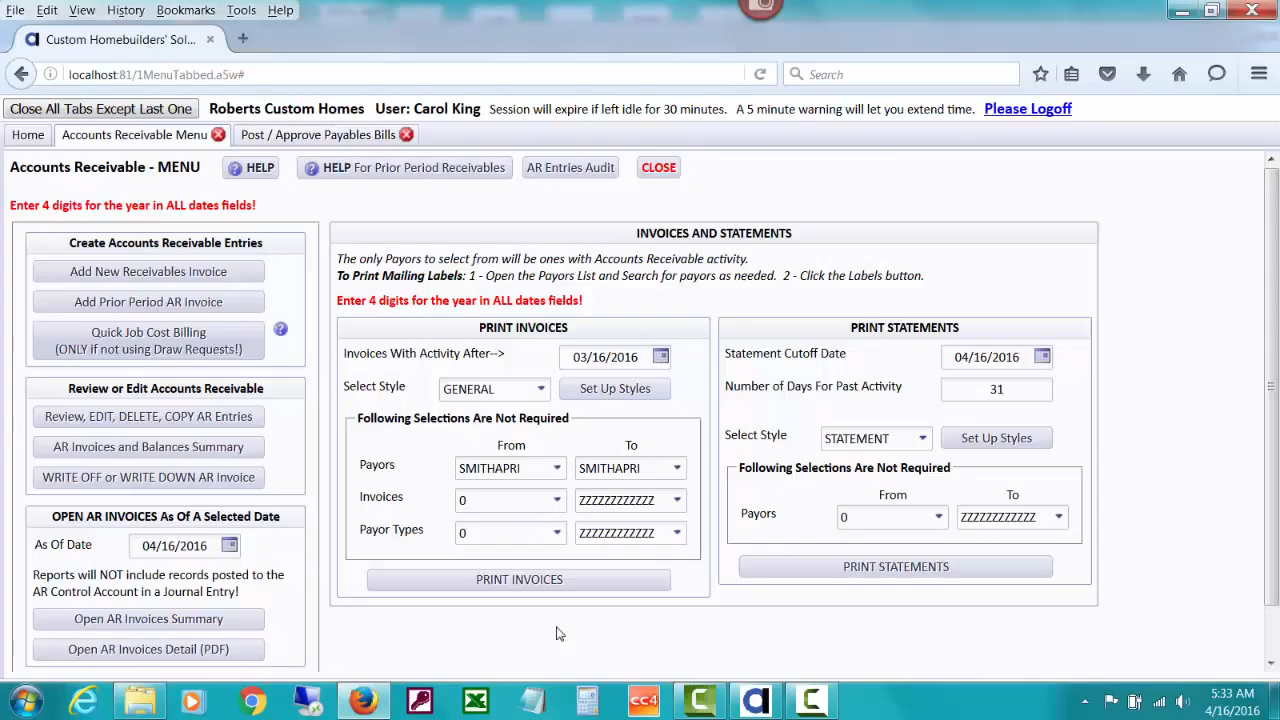 File Edit View History Bookmarks Tools Help
Custom Homebuilders' Sol...
localhost:81/1MenuTabbed.a5w#
Search
Close All Tabs Except Last One Roberts Custom Homes User: Carol King Session will expire if left idle for 30 minutes. A 5 minute warning will let you extend time. Please Logoff
Home Accounts Receivable Menu Post / Approve Payables Bills
Accounts Receivable - MENU HELP HELP For Prior Period Receivables AR Entries Audit CLOSE
Enter 4 digits for the year in ALL dates fields!
Create Accounts Receivable Entries
Add New Receivables Invoice
Add Prior Period AR Invoice
Quick Job Cost Billing
(ONLY if not using Draw Requests!)
Review or Edit Accounts Receivable
Review, EDIT, DELETE, COPY AR Entries
AR Invoices and Balances Summary
WRITE OFF or WRITE DOWN AR Invoice
OPEN AR INVOICES As Of A Selected Date
As Of Date 04/16/2016
Reports will NOT include records posted to the
AR Control Account in a Journal Entry!
Open AR Invoices Summary
Open AR Invoices Detail (PDF)
INVOICES AND STATEMENTS
The only Payors to select from will be ones with Accounts Receivable activity.
To Print Mailing Labels: 1 - Open the Payors List and Search for payors as needed. 2 - Click the Labels button.
Enter 4 digits for the year in ALL dates fields!
PRINT INVOICES
Invoices With Activity After--> 03/16/2016
Select Style GENERAL Set Up Styles
Following Selections Are Not Required
From To
Payors SMITHAPRI SMITHAPRI
Invoices 0 ZZZZZZZZZZZZ
Payor Types 0 ZZZZZZZZZZZZ
PRINT INVOICES
PRINT STATEMENTS
Statement Cutoff Date 04/16/2016
Number of Days For Past Activity 31
Select Style STATEMENT Set Up Styles
Following Selections Are Not Required
From To
Payors 0 ZZZZZZZZZZZZ
PRINT STATEMENTS
CC4
5:33 AM
4/16/2016